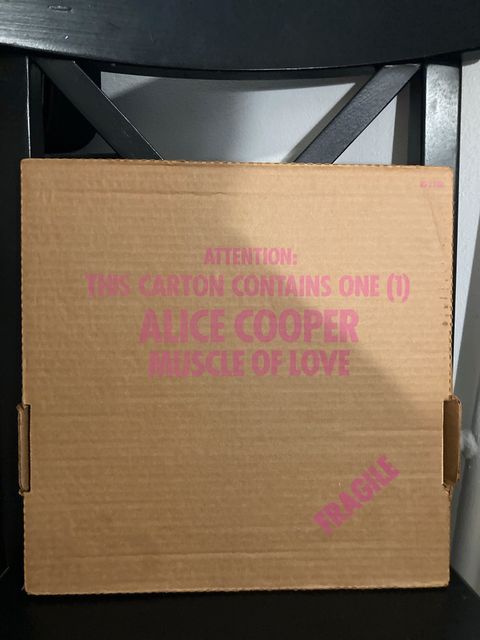 ATTENTION:
THIS CARTON CONTAINS ONE (1)
ALICE COOPER
MUSCLE OF LOVE
FRAGILE